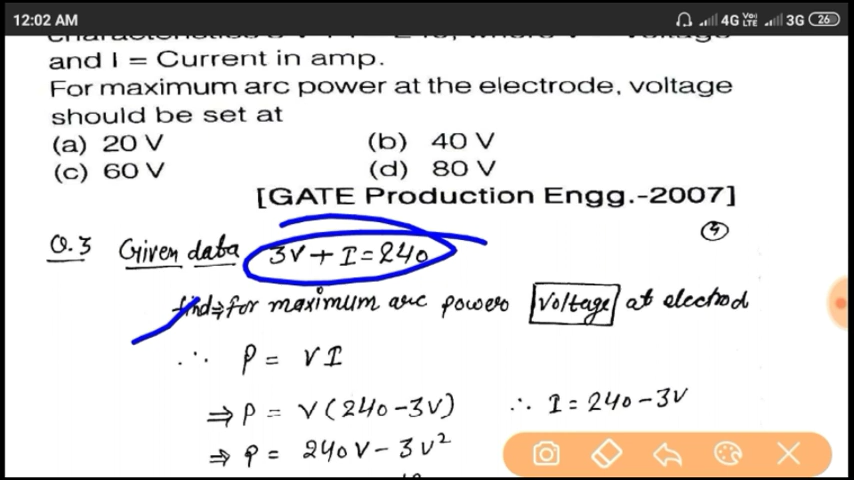 12:02 AM 4G Vo) LTE 3G 26
and I = Current in amp.
For maximum arc power at the electrode, voltage
should be set at
(a) 20 V (b) 40 V
(c) 60 V (d) 80 V
[GATE Production Engg.-2007]
Q.3 Given data 3V + I = 240
find⇒ for maximum arc power voltage at electrod
∴ P = VI
⇒ P = V(240-3V) ∴ I = 240-3V
⇒ P = 240V - 3V²